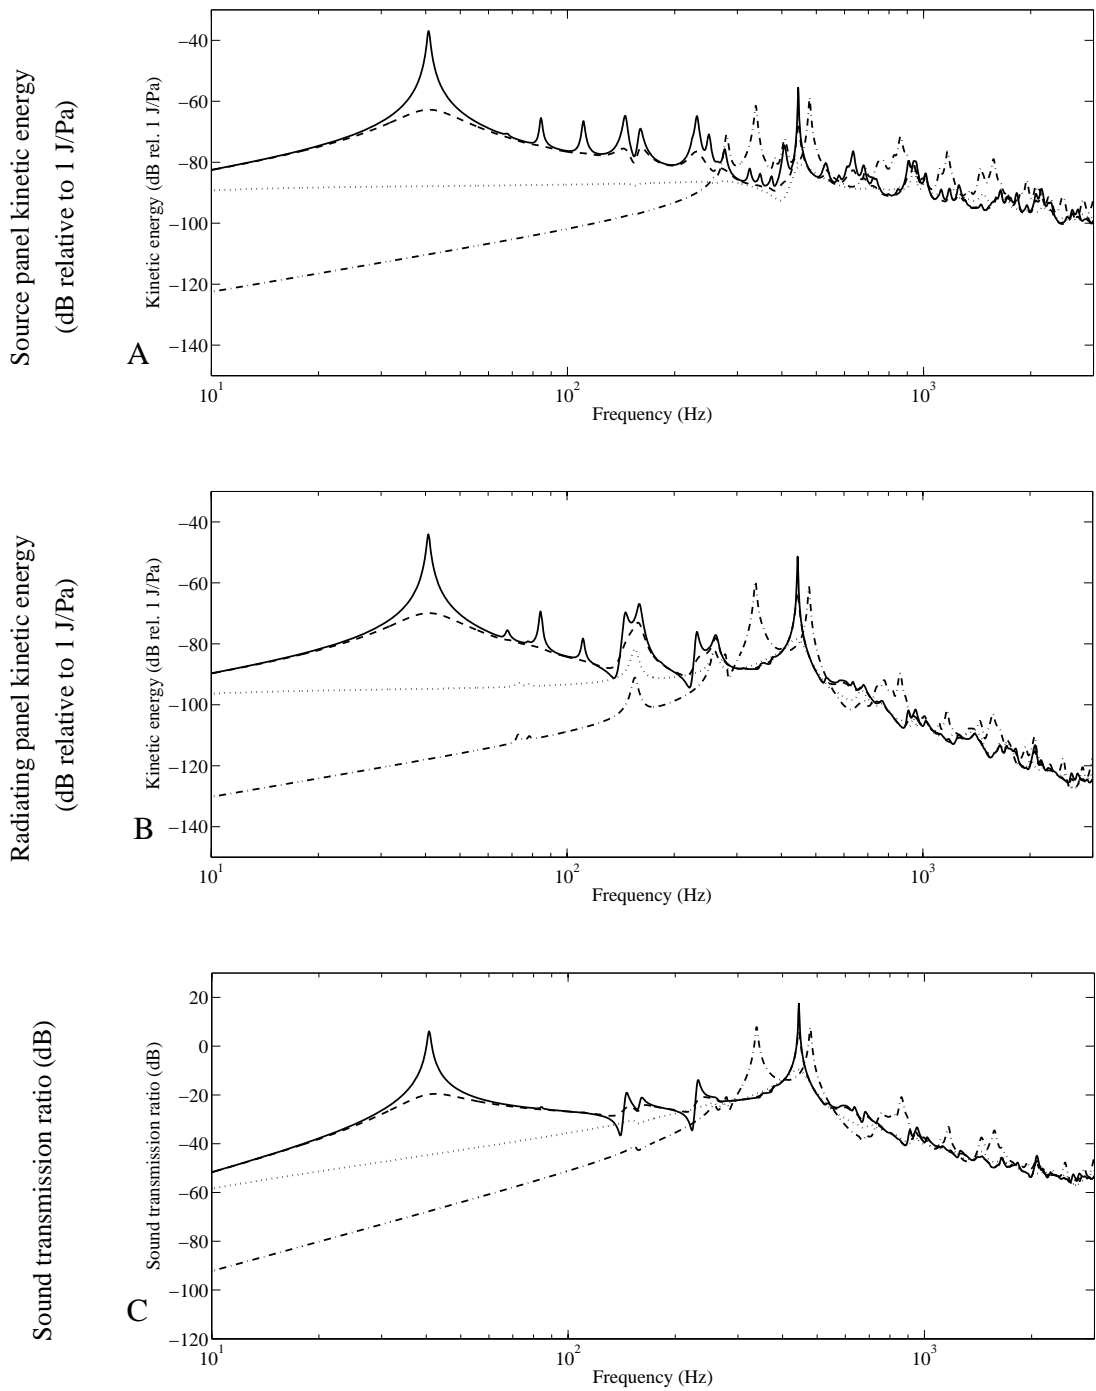 Source panel kinetic energy
(dB relative to 1 J/Pa)
Kinetic energy (dB rel. 1 J/Pa)
−40
−60
−80
−100
−120
−140
A
10^1 10^2 10^3
Frequency (Hz)
Radiating panel kinetic energy
(dB relative to 1 J/Pa)
Kinetic energy (dB rel. 1 J/Pa)
−40
−60
−80
−100
−120
−140
B
10^1 10^2 10^3
Frequency (Hz)
Sound transmission ratio (dB)
Sound transmission ratio (dB)
20
0
−20
−40
−60
−80
−100
−120
C
10^1 10^2 10^3
Frequency (Hz)